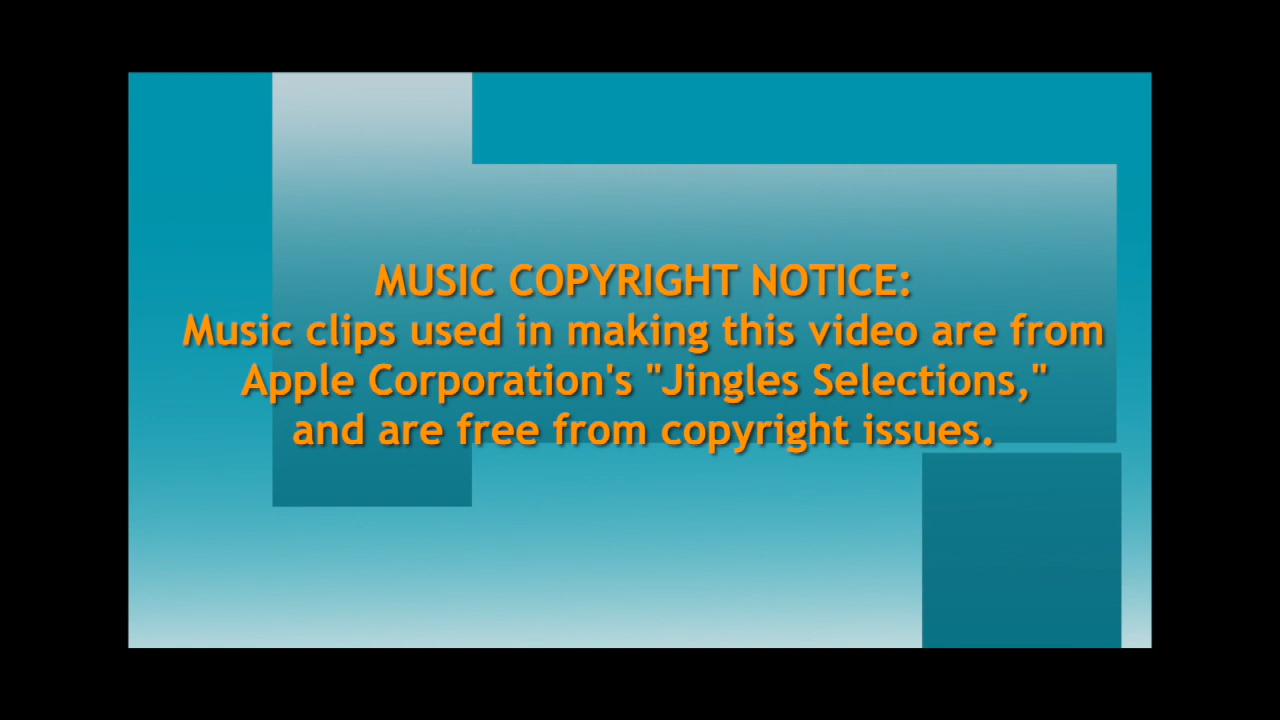 MUSIC COPYRIGHT NOTICE:
Music clips used in making this video are from
Apple Corporation's "Jingles Selections,"
and are free from copyright issues.